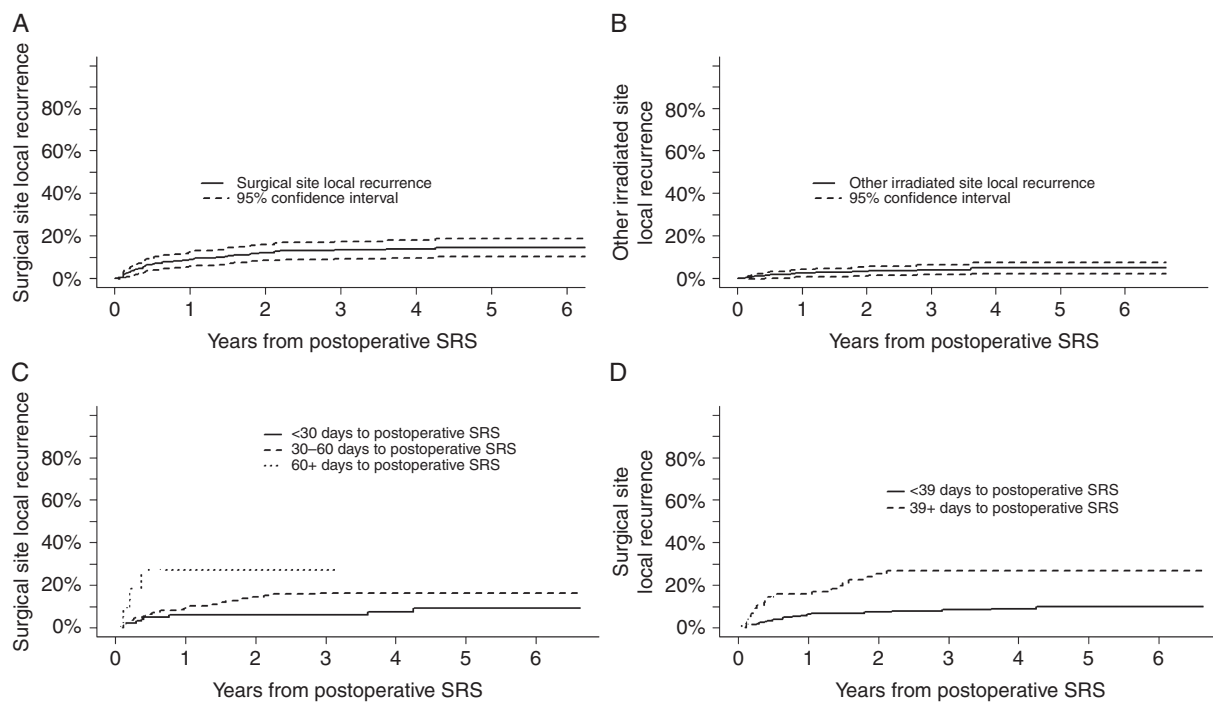 A
Surgical site local recurrence
80%
60%
40%
20%
0%
Surgical site local recurrence
95% confidence interval
0 1 2 3 4 5 6
Years from postoperative SRS
B
Other irradiated site
local recurrence
80%
60%
40%
20%
0%
Other irradiated site local recurrence
95% confidence interval
0 1 2 3 4 5 6
Years from postoperative SRS
C
Surgical site local recurrence
80%
60%
40%
20%
0%
<30 days to postoperative SRS
30–60 days to postoperative SRS
60+ days to postoperative SRS
0 1 2 3 4 5 6
Years from postoperative SRS
D
Surgical site
local recurrence
80%
60%
40%
20%
0%
<39 days to postoperative SRS
39+ days to postoperative SRS
0 1 2 3 4 5 6
Years from postoperative SRS